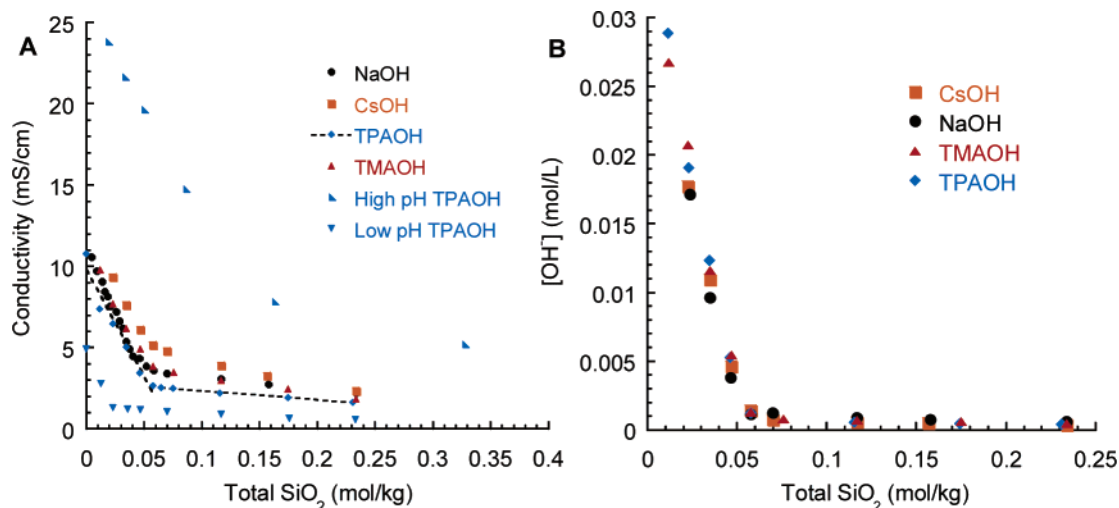 A
25
20
15
10
5
0
Conductivity (mS/cm)
NaOH
CsOH
TPAOH
TMAOH
High pH TPAOH
Low pH TPAOH
0 0.05 0.1 0.15 0.2 0.25 0.3 0.35 0.4
Total SiO₂ (mol/kg)
B
0.03
0.025
0.02
0.015
0.01
0.005
0
[OH⁻] (mol/L)
CsOH
NaOH
TMAOH
TPAOH
0 0.05 0.1 0.15 0.2 0.25
Total SiO₂ (mol/kg)